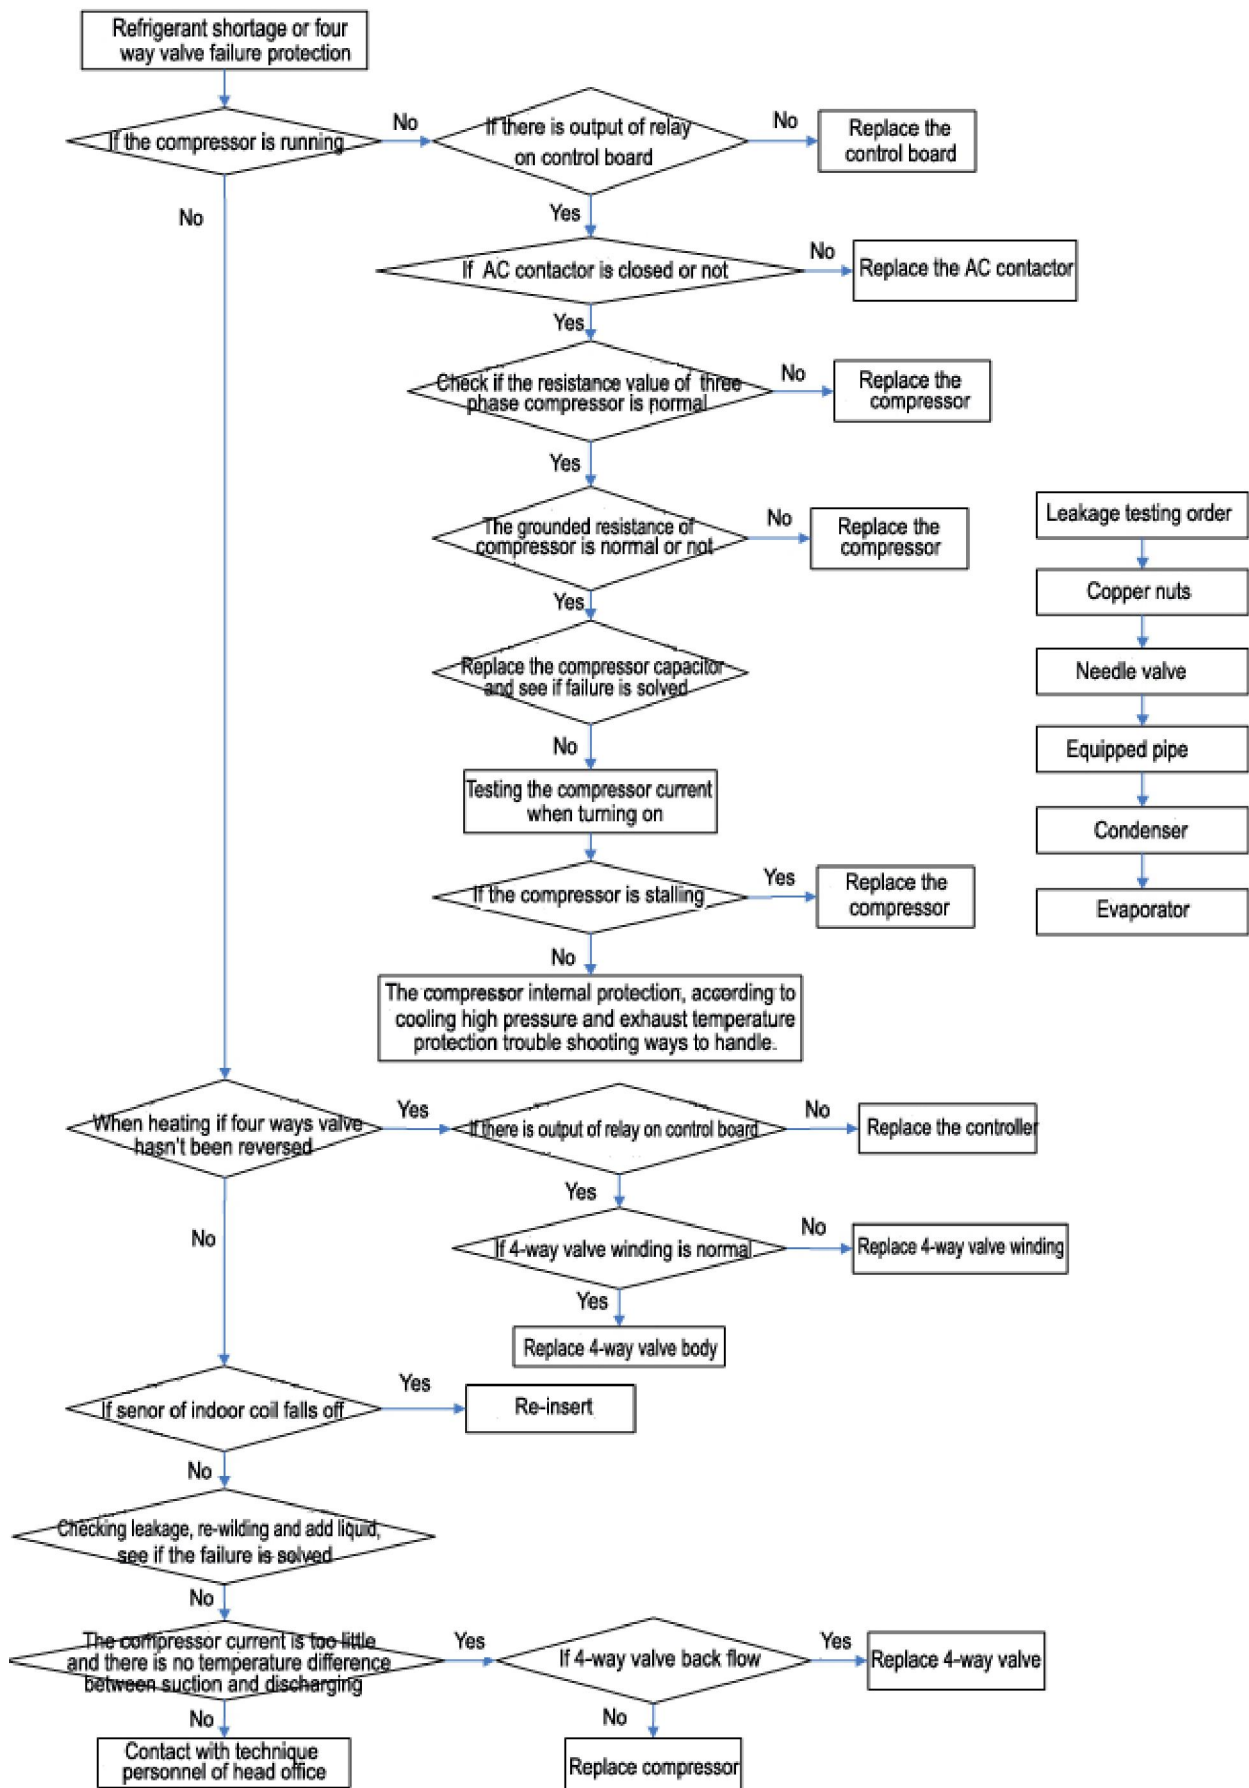 Refrigerant shortage or four
way valve failure protection
If the compressor is running
No
If there is output of relay
on control board
No
Replace the
control board
No
Yes
If AC contactor is closed or not
No
Replace the AC contactor
Yes
Check if the resistance value of three
phase compressor is normal
No
Replace the
compressor
Yes
The grounded resistance of
compressor is normal or not
No
Replace the
compressor
Yes
Replace the compressor capacitor
and see if failure is solved
No
Testing the compressor current
when turning on
If the compressor is stalling
Yes
Replace the
compressor
No
The compressor internal protection, according to
cooling high pressure and exhaust temperature
protection trouble shooting ways to handle.
Leakage testing order
Copper nuts
Needle valve
Equipped pipe
Condenser
Evaporator
When heating if four ways valve
hasn't been reversed
Yes
If there is output of relay on control board
No
Replace the controller
Yes
No
If 4-way valve winding is normal
No
Replace 4-way valve winding
Yes
Replace 4-way valve body
If senor of indoor coil falls off
Yes
Re-insert
No
Checking leakage, re-wilding and add liquid,
see if the failure is solved
No
The compressor current is too little
and there is no temperature difference
between suction and discharging
Yes
If 4-way valve back flow
Yes
Replace 4-way valve
No
No
Contact with technique
personnel of head office
Replace compressor